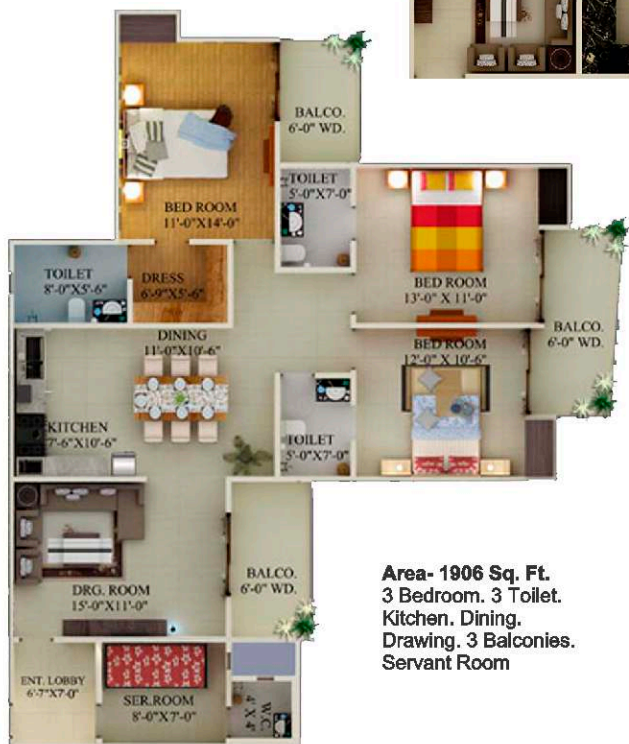 BALCO.
6'-0" WD.
BED ROOM
11'-0"X14'-0"
TOILET
5'-0"X7'-0"
TOILET
8'-0X5'-6"
DRESS
6'-9"X5'-6"
BED ROOM
13'-0" X 11'-0"
BALCO.
6'-0" WD.
DINING
11'-0"X10'-6"
BED ROOM
12'-0" X 10'-6"
KITCHEN
7'-6"X10'-6"
TOILET
5'-0"X7'-0"
DRG. ROOM
15'-0"X11'-0"
BALCO.
6'-0" WD.
Area- 1906 Sq. Ft.
3 Bedroom. 3 Toilet.
Kitchen. Dining.
Drawing. 3 Balconies.
Servant Room
ENT. LOBBY
6'-7"X7'-0"
SER.ROOM
8'-0"X7'-0"
W.C.
4' X 4'